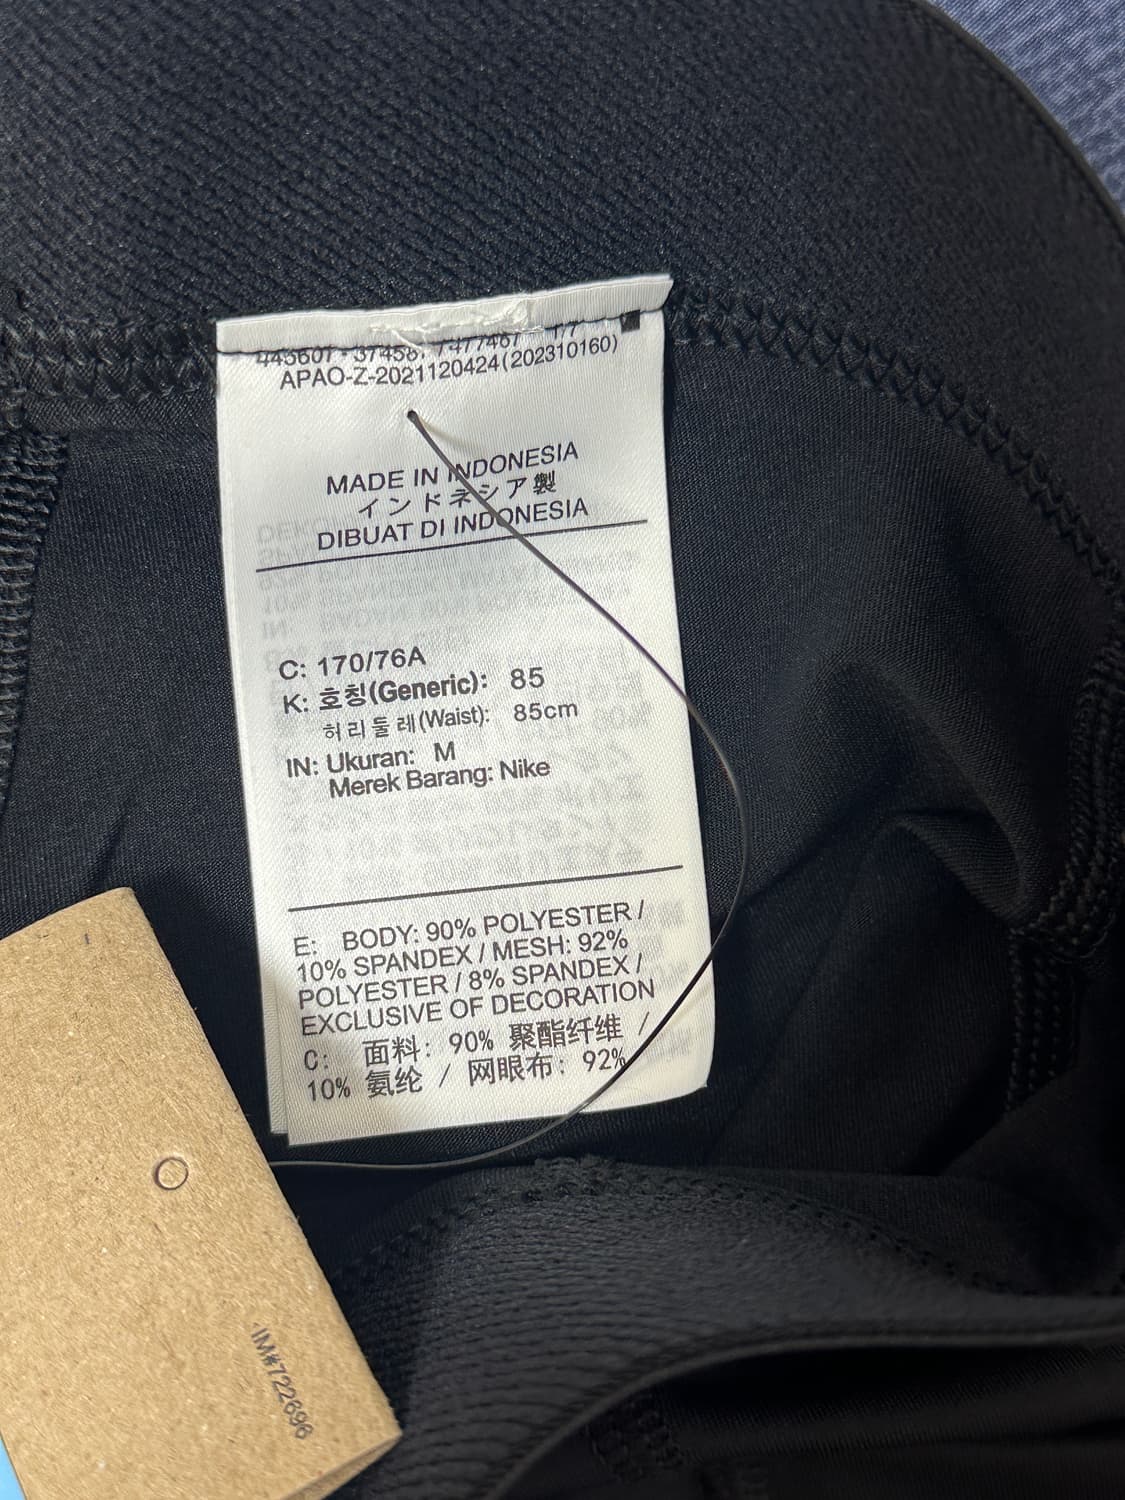 APAO-Z-2021120424(202310160)
MADE IN INDONESIA
インドネシア製
DIBUAT DI INDONESIA
C: 170/76A
K: 호칭(Generic): 85
허리둘레(Waist): 85cm
IN: Ukuran: M
Merek Barang: Nike
E: BODY: 90% POLYESTER /
10% SPANDEX / MESH: 92%
POLYESTER / 8% SPANDEX /
EXCLUSIVE OF DECORATION
C: 面料: 90% 聚酯纤维 /
10% 氨纶 / 网眼布: 92%
IM#722696